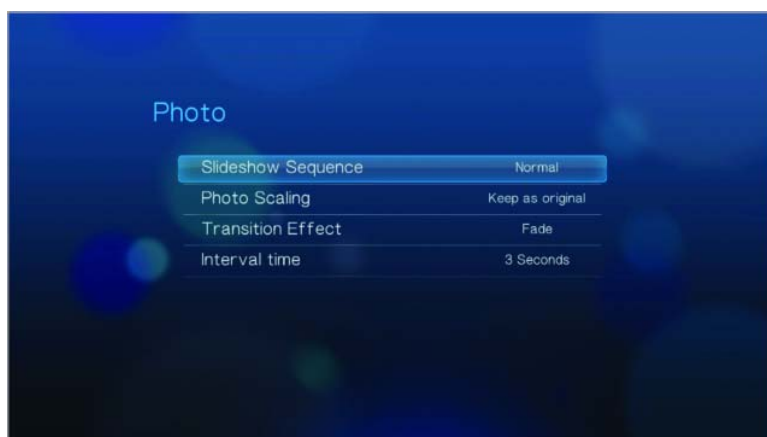 Photo
Slideshow Sequence Normal
Photo Scaling Keep as original
Transition Effect Fade
Interval time 3 Seconds